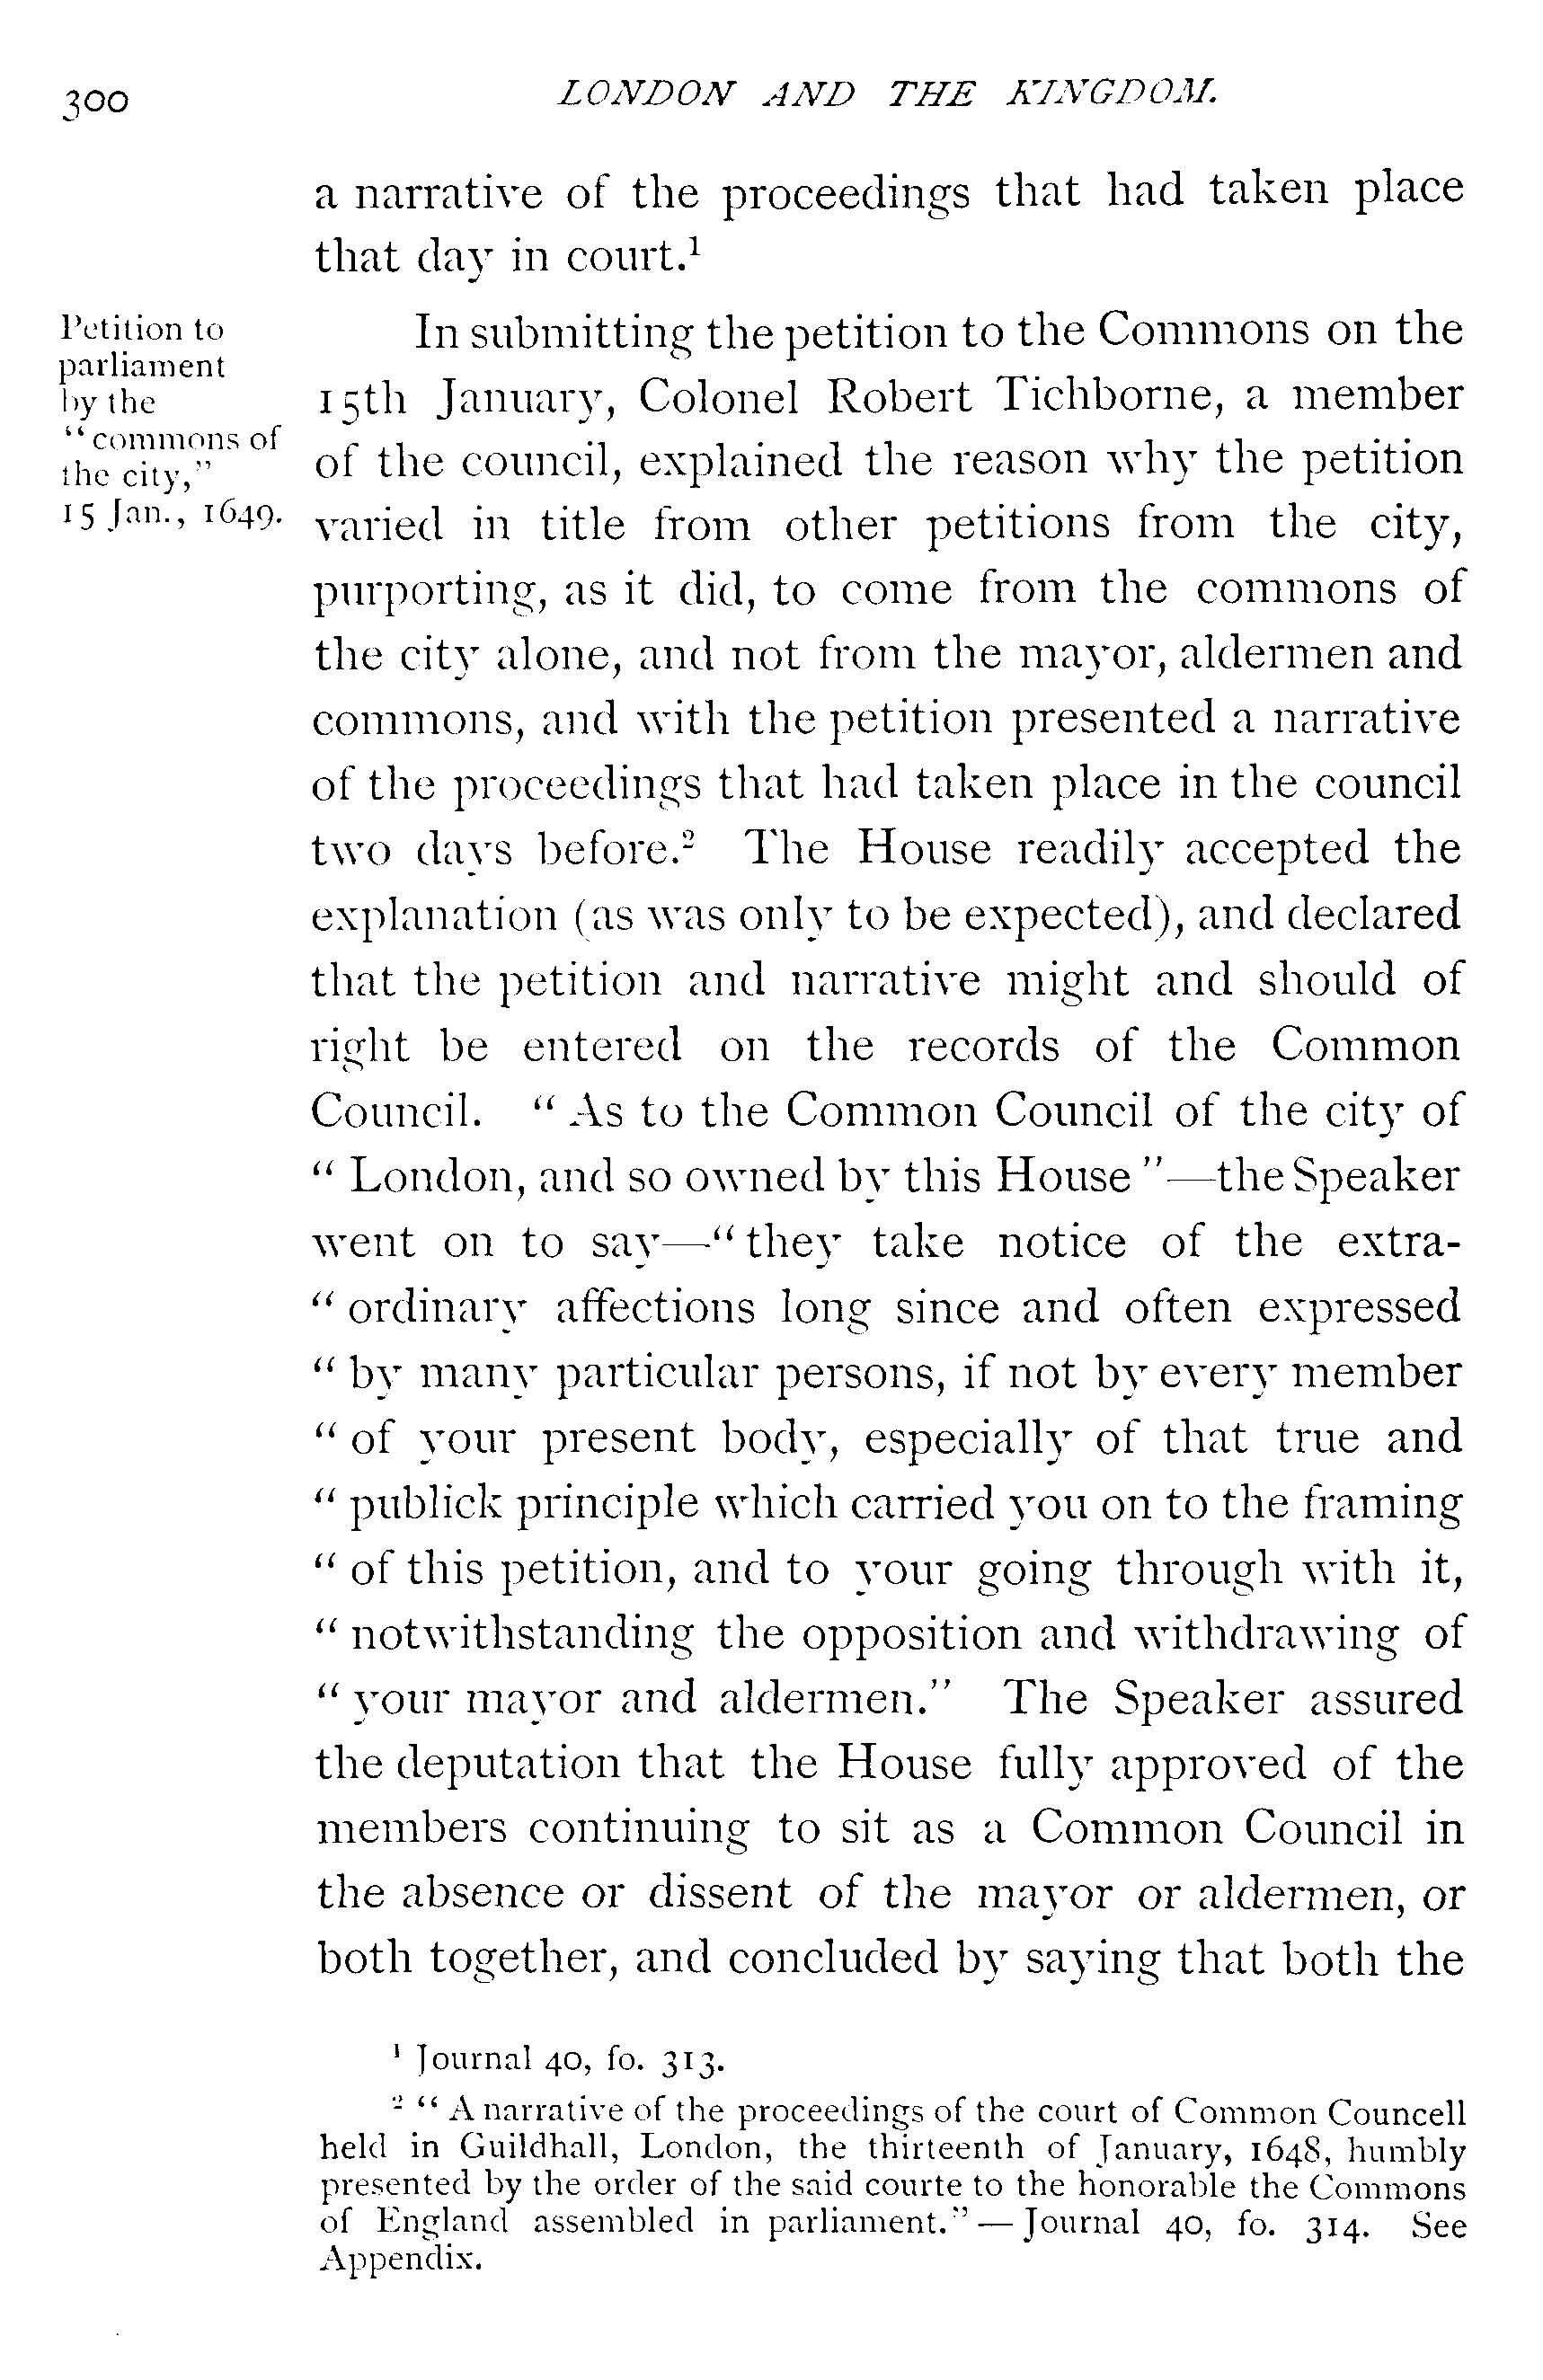 300 LONDON AND THE KINGDOM.
a narrative of the proceedings that had taken place
that day in court.¹
Petition to
parliament
by the
"commons of
the city,"
15 Jan., 1649.
In submitting the petition to the Commons on the
15th January, Colonel Robert Tichborne, a member
of the council, explained the reason why the petition
varied in title from other petitions from the city,
purporting, as it did, to come from the commons of
the city alone, and not from the mayor, aldermen and
commons, and with the petition presented a narrative
of the proceedings that had taken place in the council
two days before.² The House readily accepted the
explanation (as was only to be expected), and declared
that the petition and narrative might and should of
right be entered on the records of the Common
Council. " As to the Common Council of the city of
" London, and so owned by this House "—the Speaker
went on to say—" they take notice of the extra-
" ordinary affections long since and often expressed
" by many particular persons, if not by every member
" of your present body, especially of that true and
" publick principle which carried you on to the framing
" of this petition, and to your going through with it,
" notwithstanding the opposition and withdrawing of
" your mayor and aldermen." The Speaker assured
the deputation that the House fully approved of the
members continuing to sit as a Common Council in
the absence or dissent of the mayor or aldermen, or
both together, and concluded by saying that both the
¹ Journal 40, fo. 313.
² " A narrative of the proceedings of the court of Common Councell
held in Guildhall, London, the thirteenth of January, 1648, humbly
presented by the order of the said courte to the honorable the Commons
of England assembled in parliament."—Journal 40, fo. 314. See
Appendix.